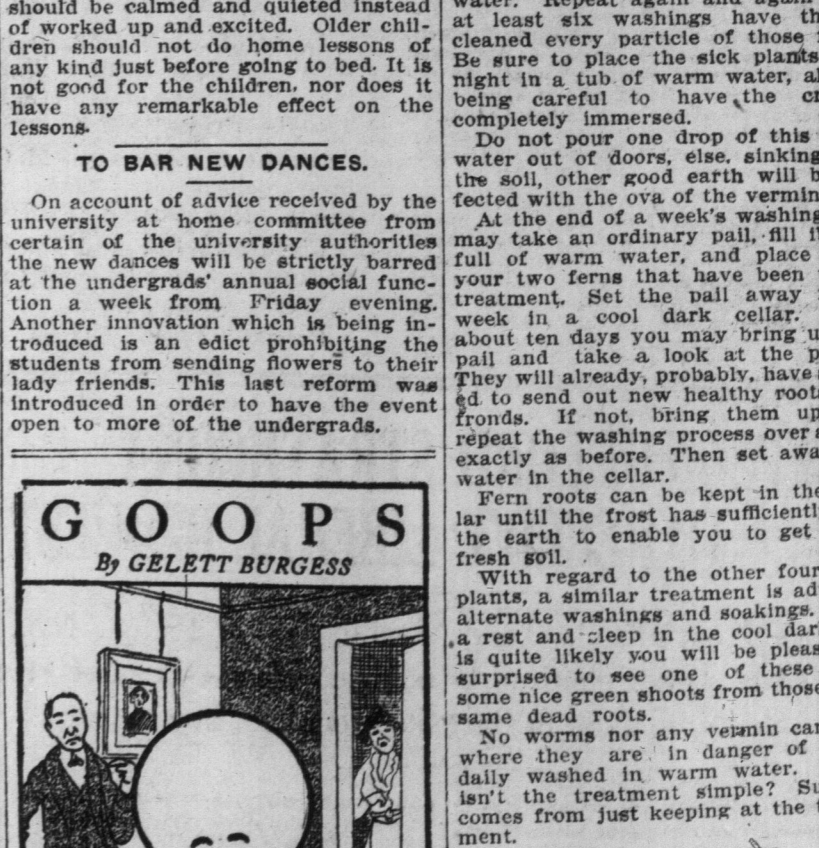 should be calmed and quieted instead
of worked up and excited. Older chil-
dren should not do home lessons of
any kind just before going to bed. It is
not good for the children, nor does it
have any remarkable effect on the
lessons.
TO BAR NEW DANCES.
On account of advice received by the
university at home committee from
certain of the university authorities
the new dances will be strictly barred
at the undergrads' annual social func-
tion a week from Friday evening.
Another innovation which is being in-
troduced is an edict prohibiting the
students from sending flowers to their
lady friends. This last reform was
introduced in order to have the event
open to more of the undergrads.
GOOPS
By GELETT BURGESS
water. Repeat again and again
at least six washings have
cleaned every particle of those
Be sure to place the sick plants
night in a tub of warm water,
being careful to have the
completely immersed.
Do not pour one drop of this
water out of doors, else, sinking
the soil, other good earth will
fected with the ova of the vermin
At the end of a week's washing
may take an ordinary pail, fill
full of warm water, and place
your two ferns that have been
treatment. Set the pail away
week in a cool dark cellar.
about ten days you may bring
pail and take a look at the
They will already, probably, have
ed to send out new healthy
fronds. If not, bring them up
repeat the washing process over
exactly as before. Then set
water in the cellar.
Fern roots can be kept in
lar until the frost has
the earth to enable you to get
fresh soil.
With regard to the other four
plants, a similar treatment is
alternate washings and soakings.
a rest and sleep in the cool
is quite likely you will be
surprised to see one of these
some nice green shoots from those
same dead roots.
No worms nor any vermin
where they are in danger of
daily washed in warm water.
isn't the treatment simple?
comes from just keeping at the
ment.